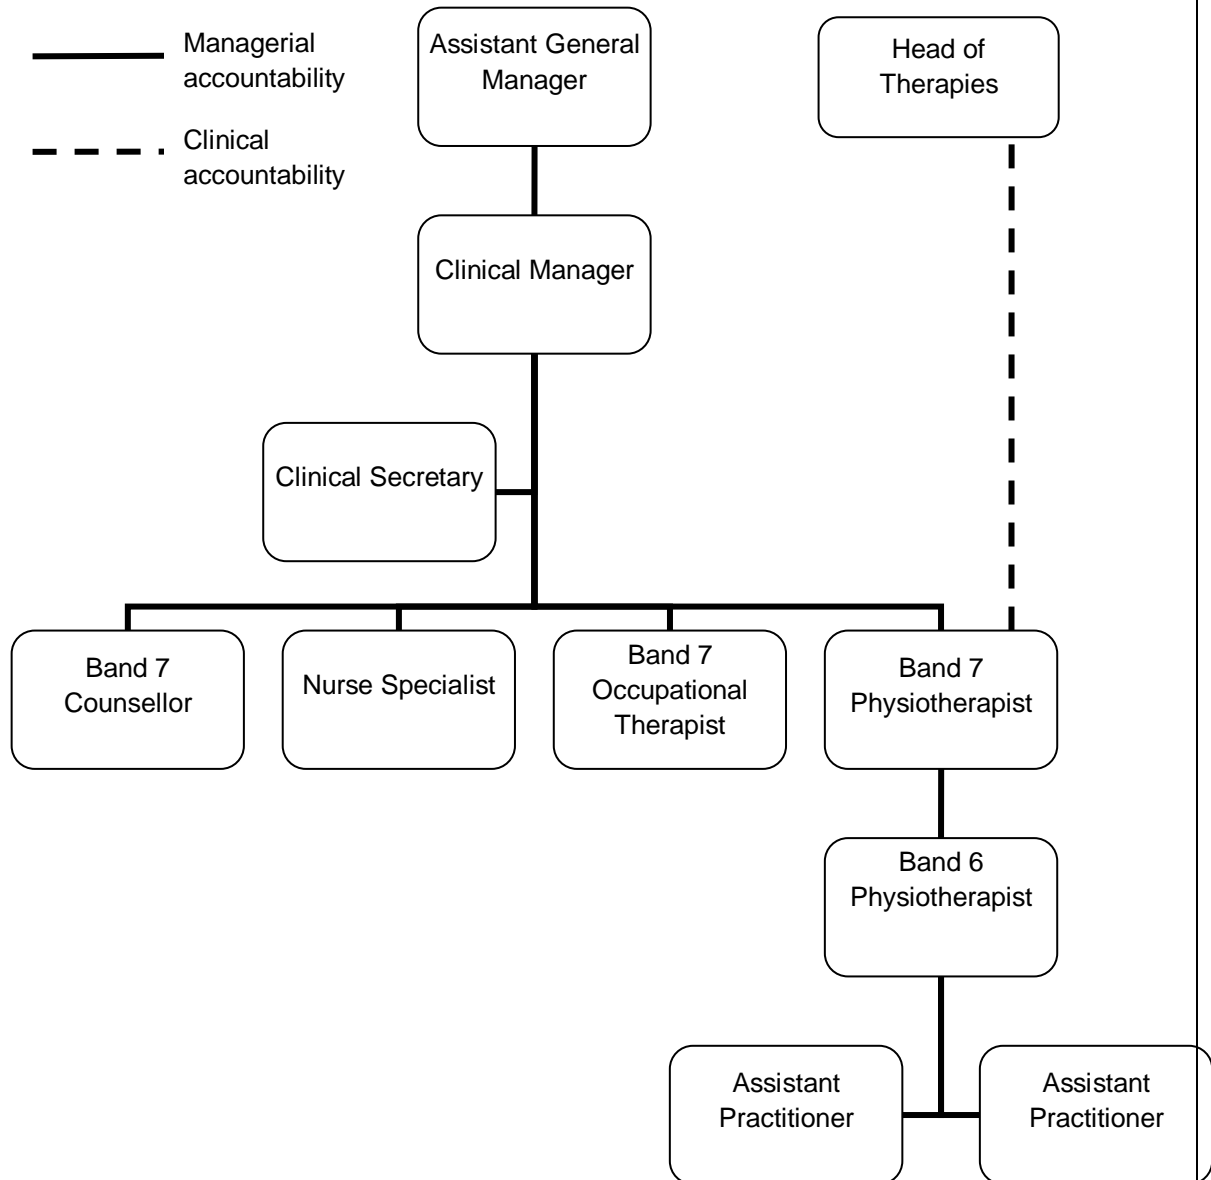 Managerial
accountability
Clinical
accountability
Assistant General
Manager
Head of
Therapies
Clinical Manager
Clinical Secretary
Band 7
Counsellor
Nurse Specialist
Band 7
Occupational
Therapist
Band 7
Physiotherapist
Band 6
Physiotherapist
Assistant
Practitioner
Assistant
Practitioner